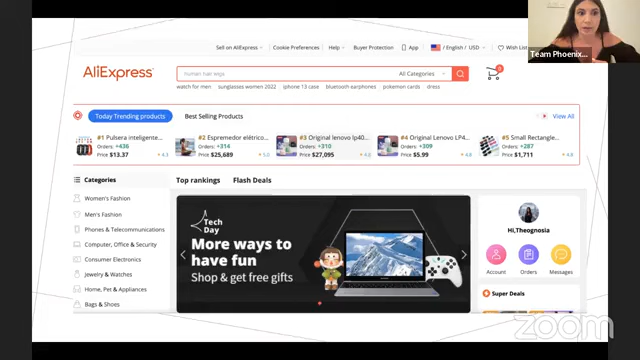 Sell on AliExpress
Cookie Preferences
Help
Buyer Protection
App
/ English / USD
Wish List
Team Phoenix...
AliExpress
human hair wigs
All Categories
0
watch for men
sunglasses women 2022
iphone 13 case
bluetooth earphones
pokemon cards
dress
Today Trending products
Best Selling Products
View All
#1 Pulsera inteligente...
Orders: +436
Price $13.37
4.3
#2 Espremedor elétrico...
Orders: +314
Price $25,689
5.0
#3 Original lenovo lp40...
Orders: +310
Price $27,095
4.8
#4 Original Lenovo LP4...
Orders: +309
Price $5.99
4.8
#5 Small Rectangle...
Orders: +287
Price $1,711
4.8
Categories
Top rankings
Flash Deals
Women's Fashion
Men's Fashion
Phones & Telecommunications
Computer, Office & Security
Consumer Electronics
Jewelry & Watches
Home, Pet & Appliances
Bags & Shoes
Tech
Day
More ways to
have fun
Shop & get free gifts
Hi,Theognosia
Account
Orders
Messages
Super Deals
zoom